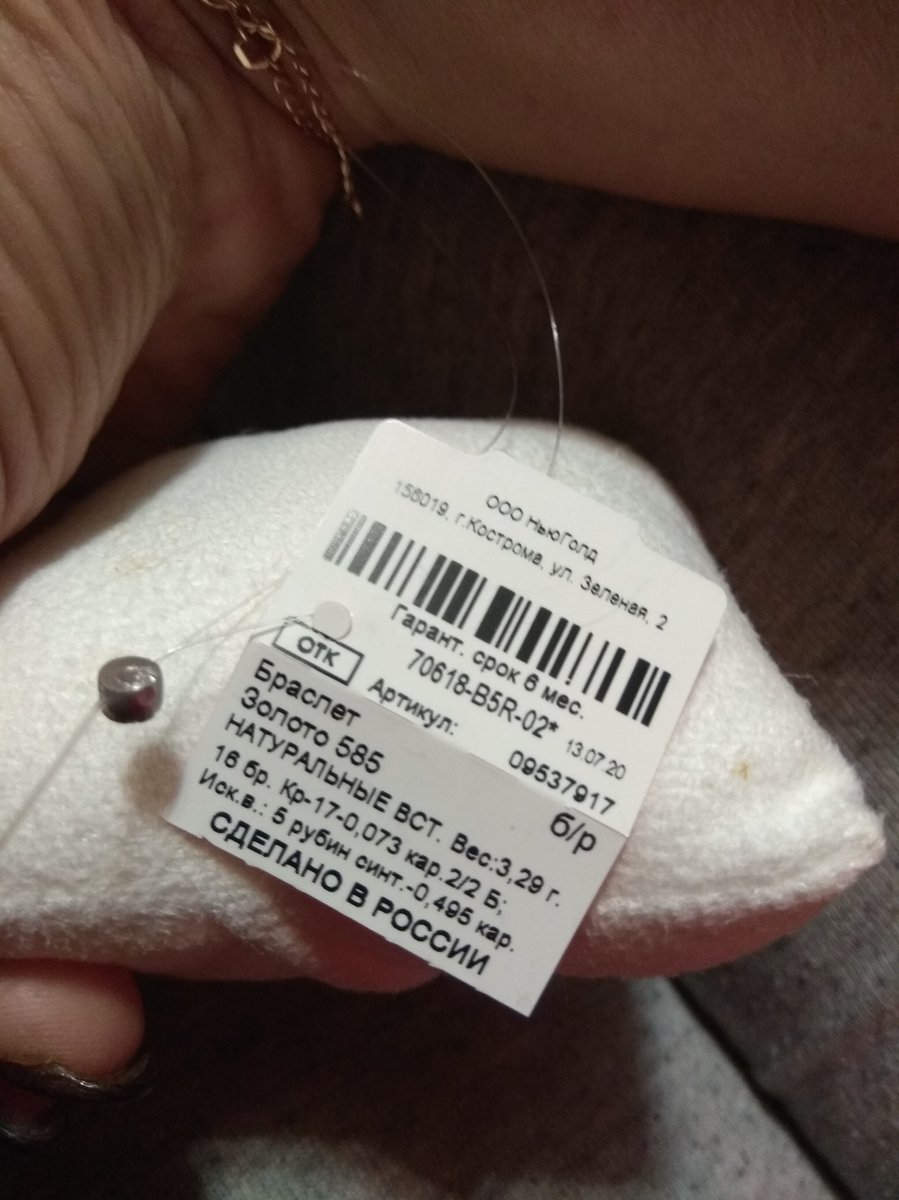 ООО НьюГолд
156019, г.Кострома, ул. Зеленая, 2
Гарант. срок 6 мес.
70618-B5R-02* 13.07.20
ОТК
Артикул: 09537917
Браслет б/р
Золото 585
НАТУРАЛЬНЫЕ ВСТ. Вес:3,29 г.
16 бр. Кр-17-0,073 кар.2/2 Б;
Иск.в.: 5 рубин синт.-0,495 кар.
СДЕЛАНО В РОССИИ